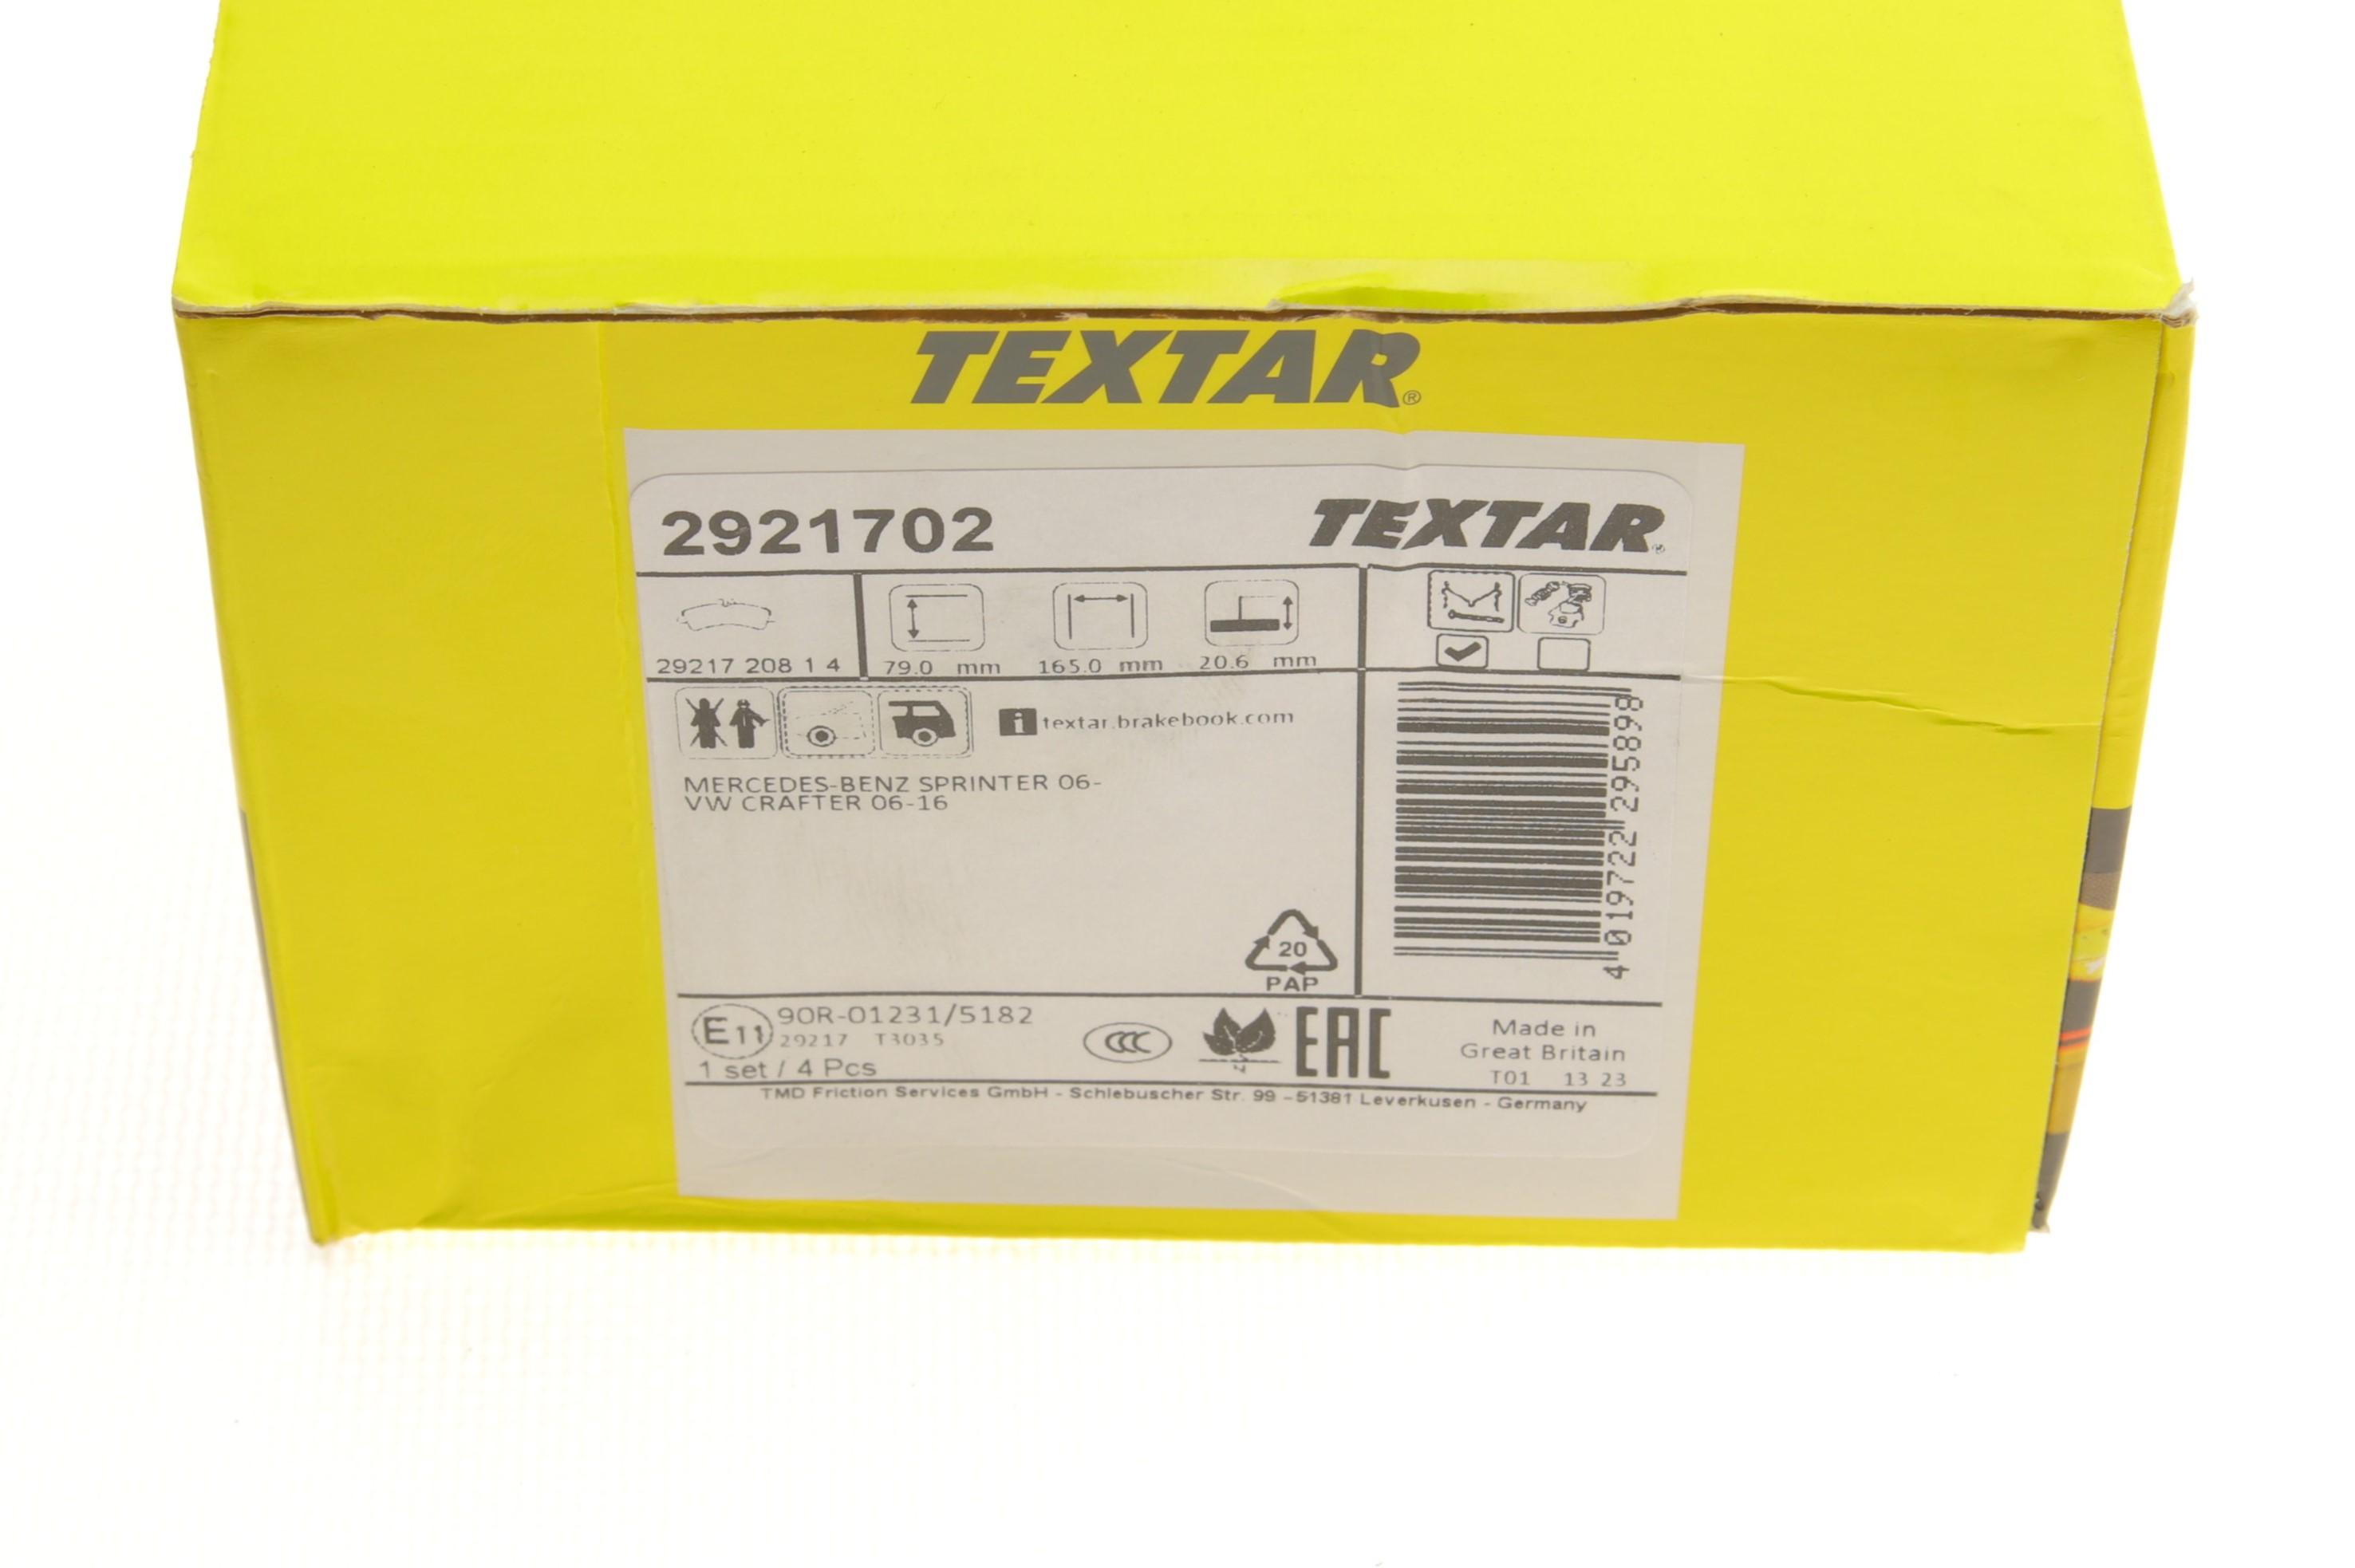 TEXTAR®
2921702
TEXTAR®
29217 208 1 4
79.0 mm
165.0 mm
20.6 mm
i textar.brakebook.com
MERCEDES-BENZ SPRINTER 06-
VW CRAFTER 06-16
4 019722 295898
20
PAP
E11
90R-01231/5182
29217 T3035
1 set / 4 Pcs
CCC
EAC
Made in
Great Britain
T01 13 23
TMD Friction Services GmbH - Schlebuscher Str. 99 - 51381 Leverkusen - Germany